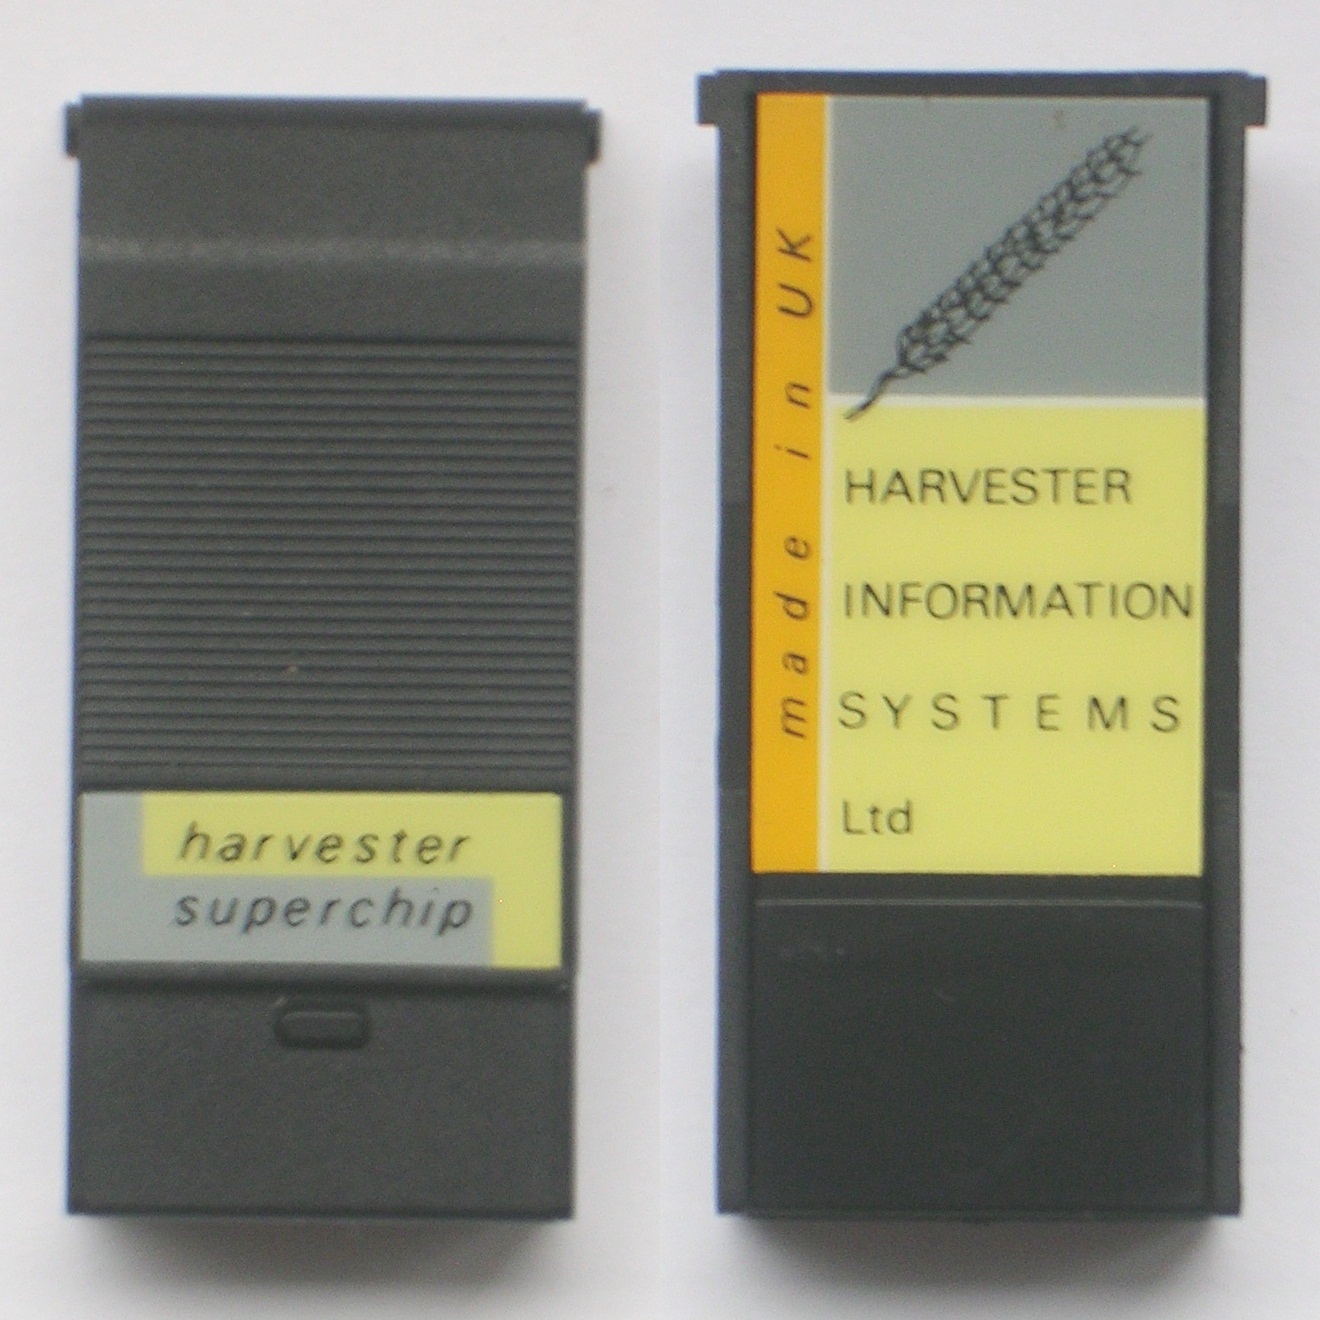 harvester
superchip
made in UK
HARVESTER
INFORMATION
SYSTEMS
Ltd